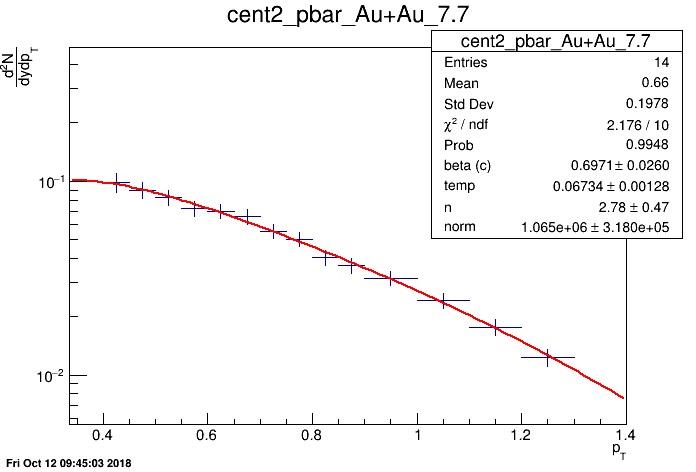 cent2_pbar_Au+Au_7.7
d²N
dydp_T
cent2_pbar_Au+Au_7.7
Entries 14
Mean 0.66
Std Dev 0.1978
χ² / ndf 2.176 / 10
Prob 0.9948
beta (c) 0.6971 ± 0.0260
temp 0.06734 ± 0.00128
n 2.78 ± 0.47
norm 1.065e+06 ± 3.180e+05
10⁻¹
10⁻²
0.4 0.6 0.8 1 1.2 1.4
p_T
Fri Oct 12 09:45:03 2018